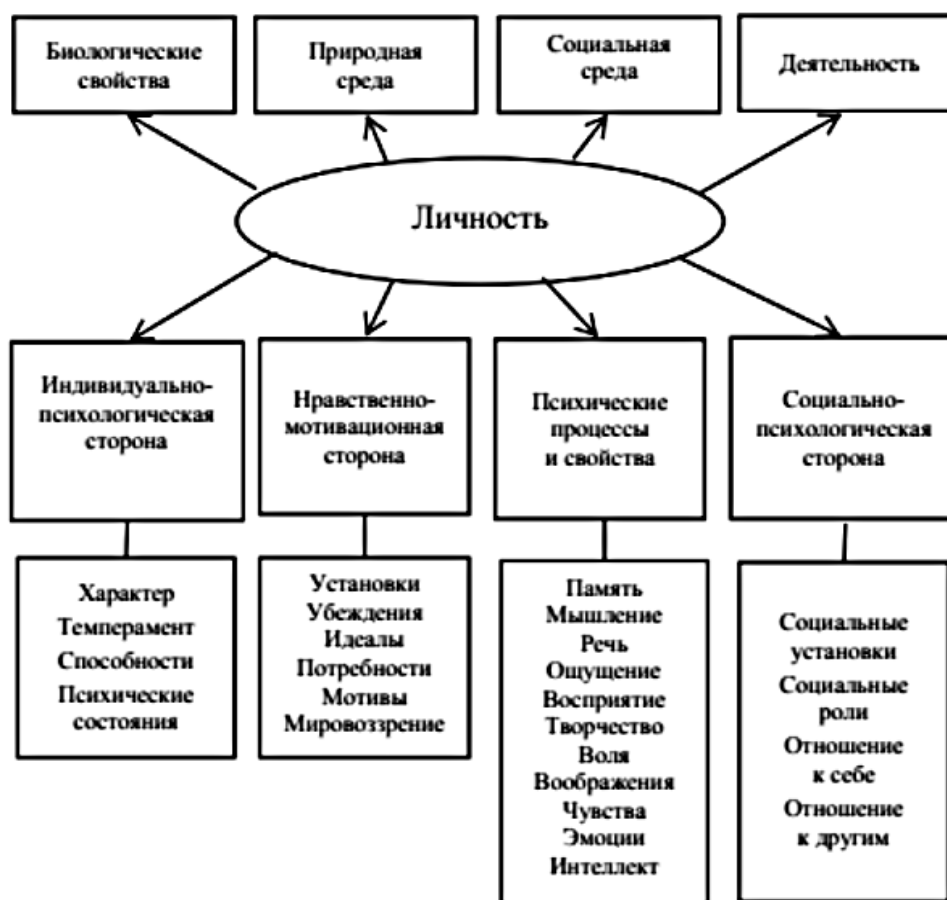 Биологические
свойства
Природная
среда
Социальная
среда
Деятельность
Личность
Индивидуально-
психологическая
сторона
Нравственно-
мотивационная
сторона
Психические
процессы
и свойства
Социально-
психологическая
сторона
Характер
Темперамент
Способности
Психические
состояния
Установки
Убеждения
Идеалы
Потребности
Мотивы
Мировоззрение
Память
Мышление
Речь
Ощущение
Восприятие
Творчество
Воля
Воображения
Чувства
Эмоции
Интеллект
Социальные
установки
Социальные
роли
Отношение
к себе
Отношение
к другим